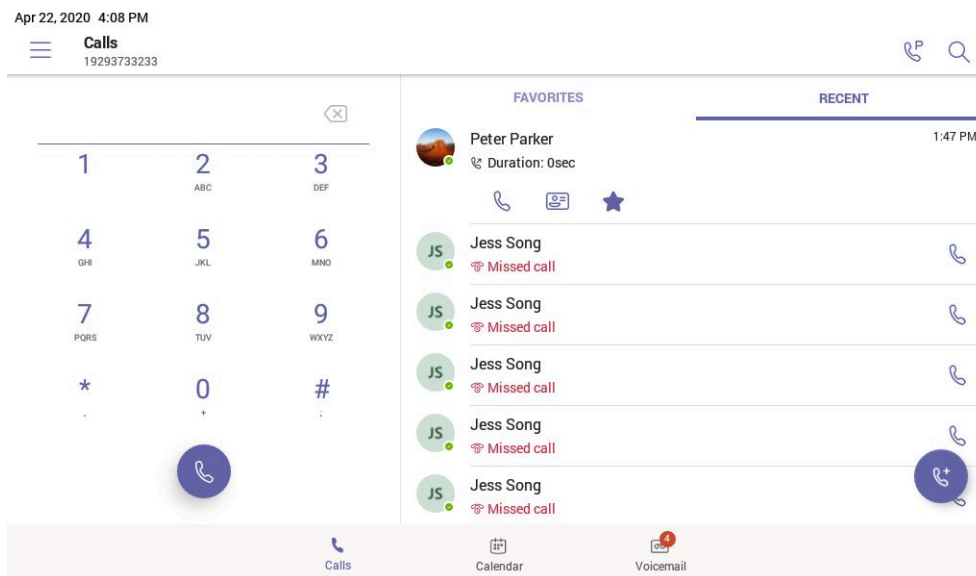 Apr 22, 2020 4:08 PM
Calls
19293733233
P
FAVORITES
RECENT
1 2 3
ABC DEF
4 5 6
GHI JKL MNO
7 8 9
PQRS TUV WXYZ
* 0 #
, + ;
Peter Parker
1:47 PM
Duration: 0sec
JS
Jess Song
Missed call
JS
Jess Song
Missed call
JS
Jess Song
Missed call
JS
Jess Song
Missed call
JS
Jess Song
Missed call
Calls
Calendar
4
Voicemail